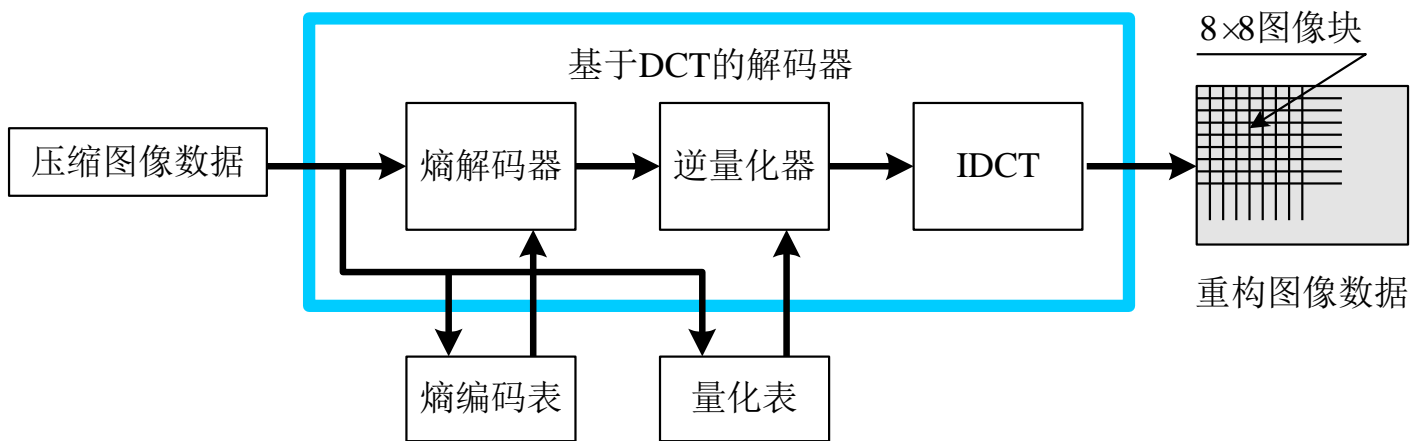 8×8图像块
基于DCT的解码器
压缩图像数据
熵解码器
逆量化器
IDCT
重构图像数据
熵编码表
量化表